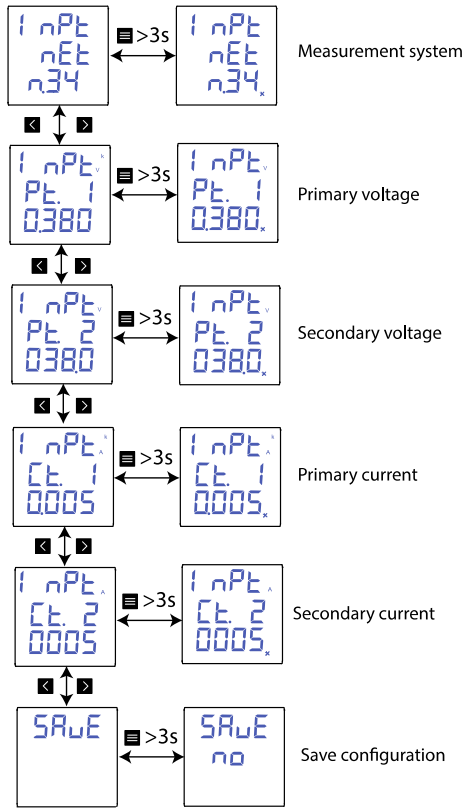 1 nPt
nEt
n.34
>3s
1 nPt
nEt
n.34
Measurement system
< >
1 nPt k V
Pt. 1
0.380
>3s
1 nPt k V
Pt. 1
0.380
Primary voltage
< >
1 nPt V
Pt. 2
038.0
>3s
1 nPt V
Pt. 2
038.0
Secondary voltage
< >
1 nPt k A
Ct. 1
0.005
>3s
1 nPt k A
Ct. 1
0.005
Primary current
< >
1 nPt A
Ct. 2
0005
>3s
1 nPt A
Ct. 2
0005
Secondary current
< >
SAuE
>3s
SAuE
no
Save configuration